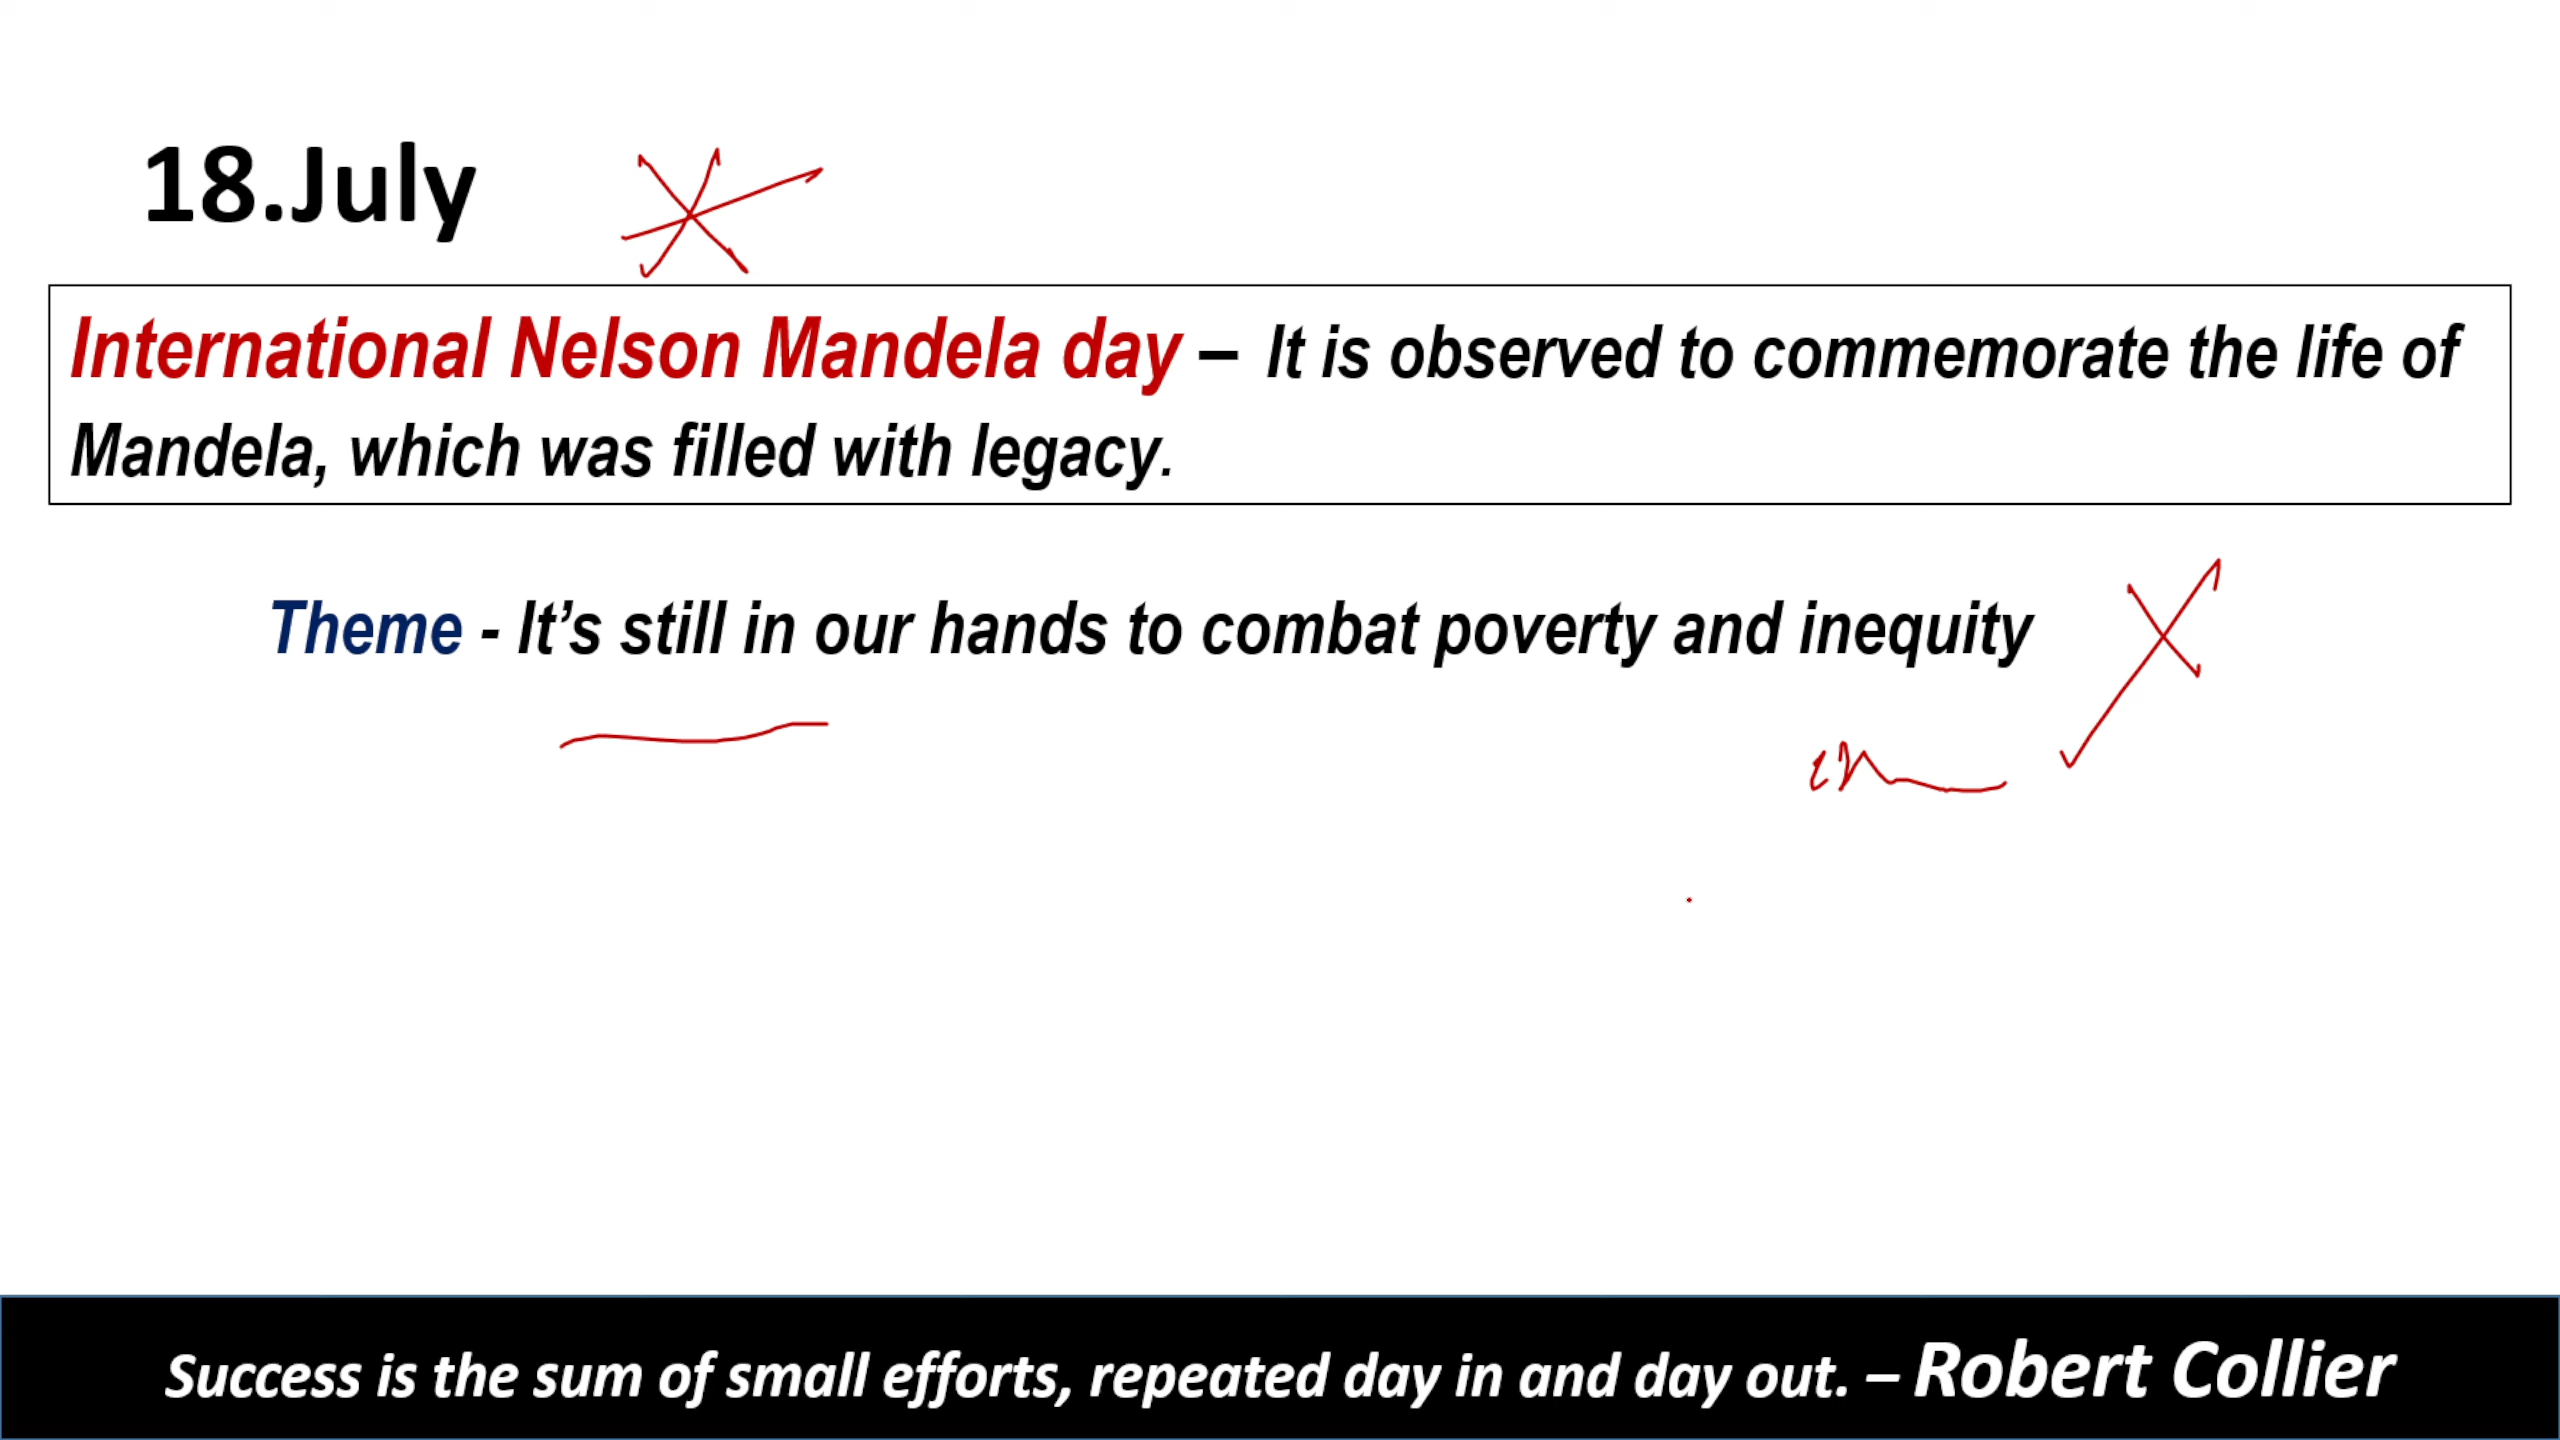 18.July
International Nelson Mandela day – It is observed to commemorate the life of
Mandela, which was filled with legacy.
Theme - It’s still in our hands to combat poverty and inequity
Success is the sum of small efforts, repeated day in and day out. – Robert Collier